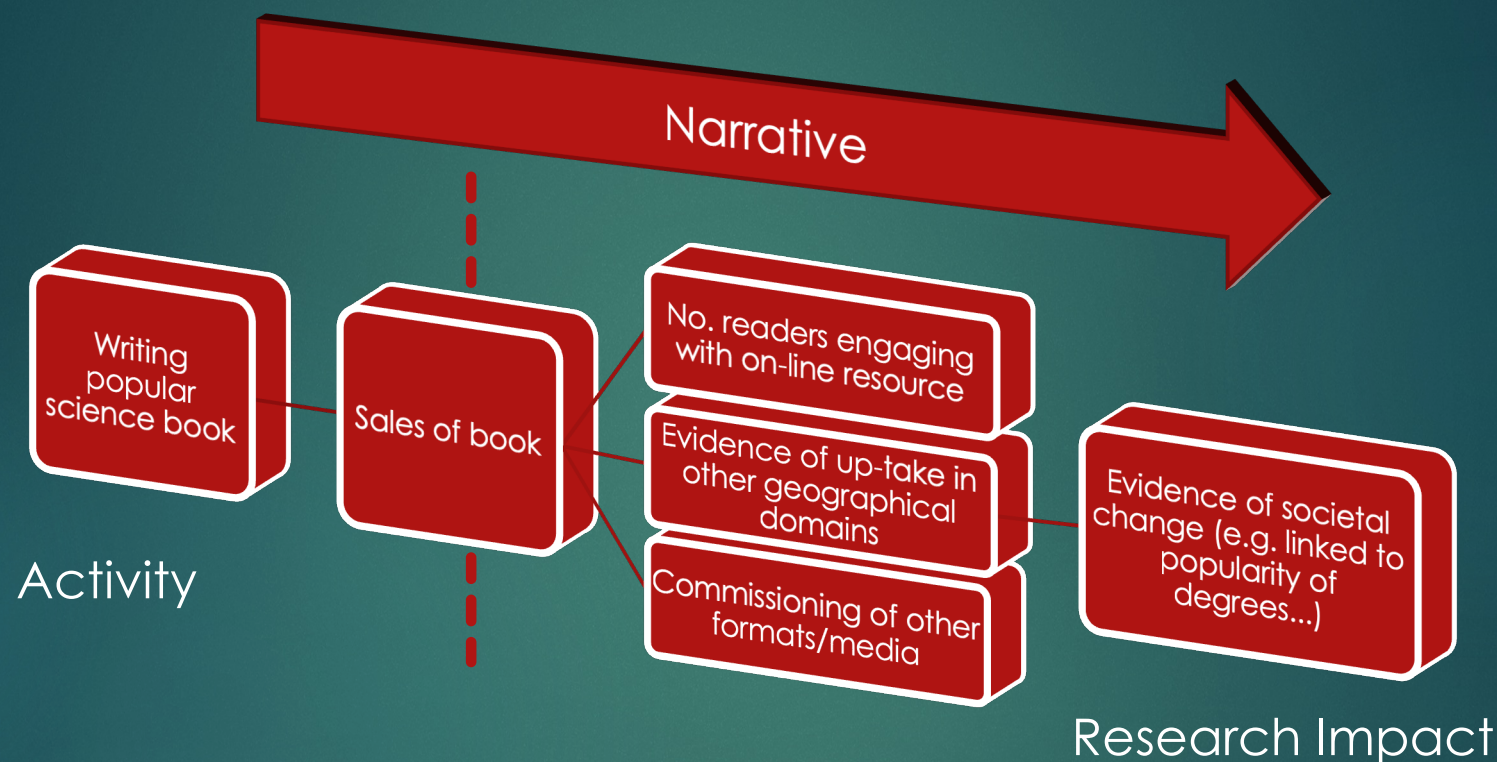 Narrative
Writing
popular
science book
Sales of book
No. readers engaging
with on-line resource
Evidence of up-take in
other geographical
domains
Commissioning of other
formats/media
Evidence of societal
change (e.g. linked to
popularity of
degrees...)
Activity
Research Impact